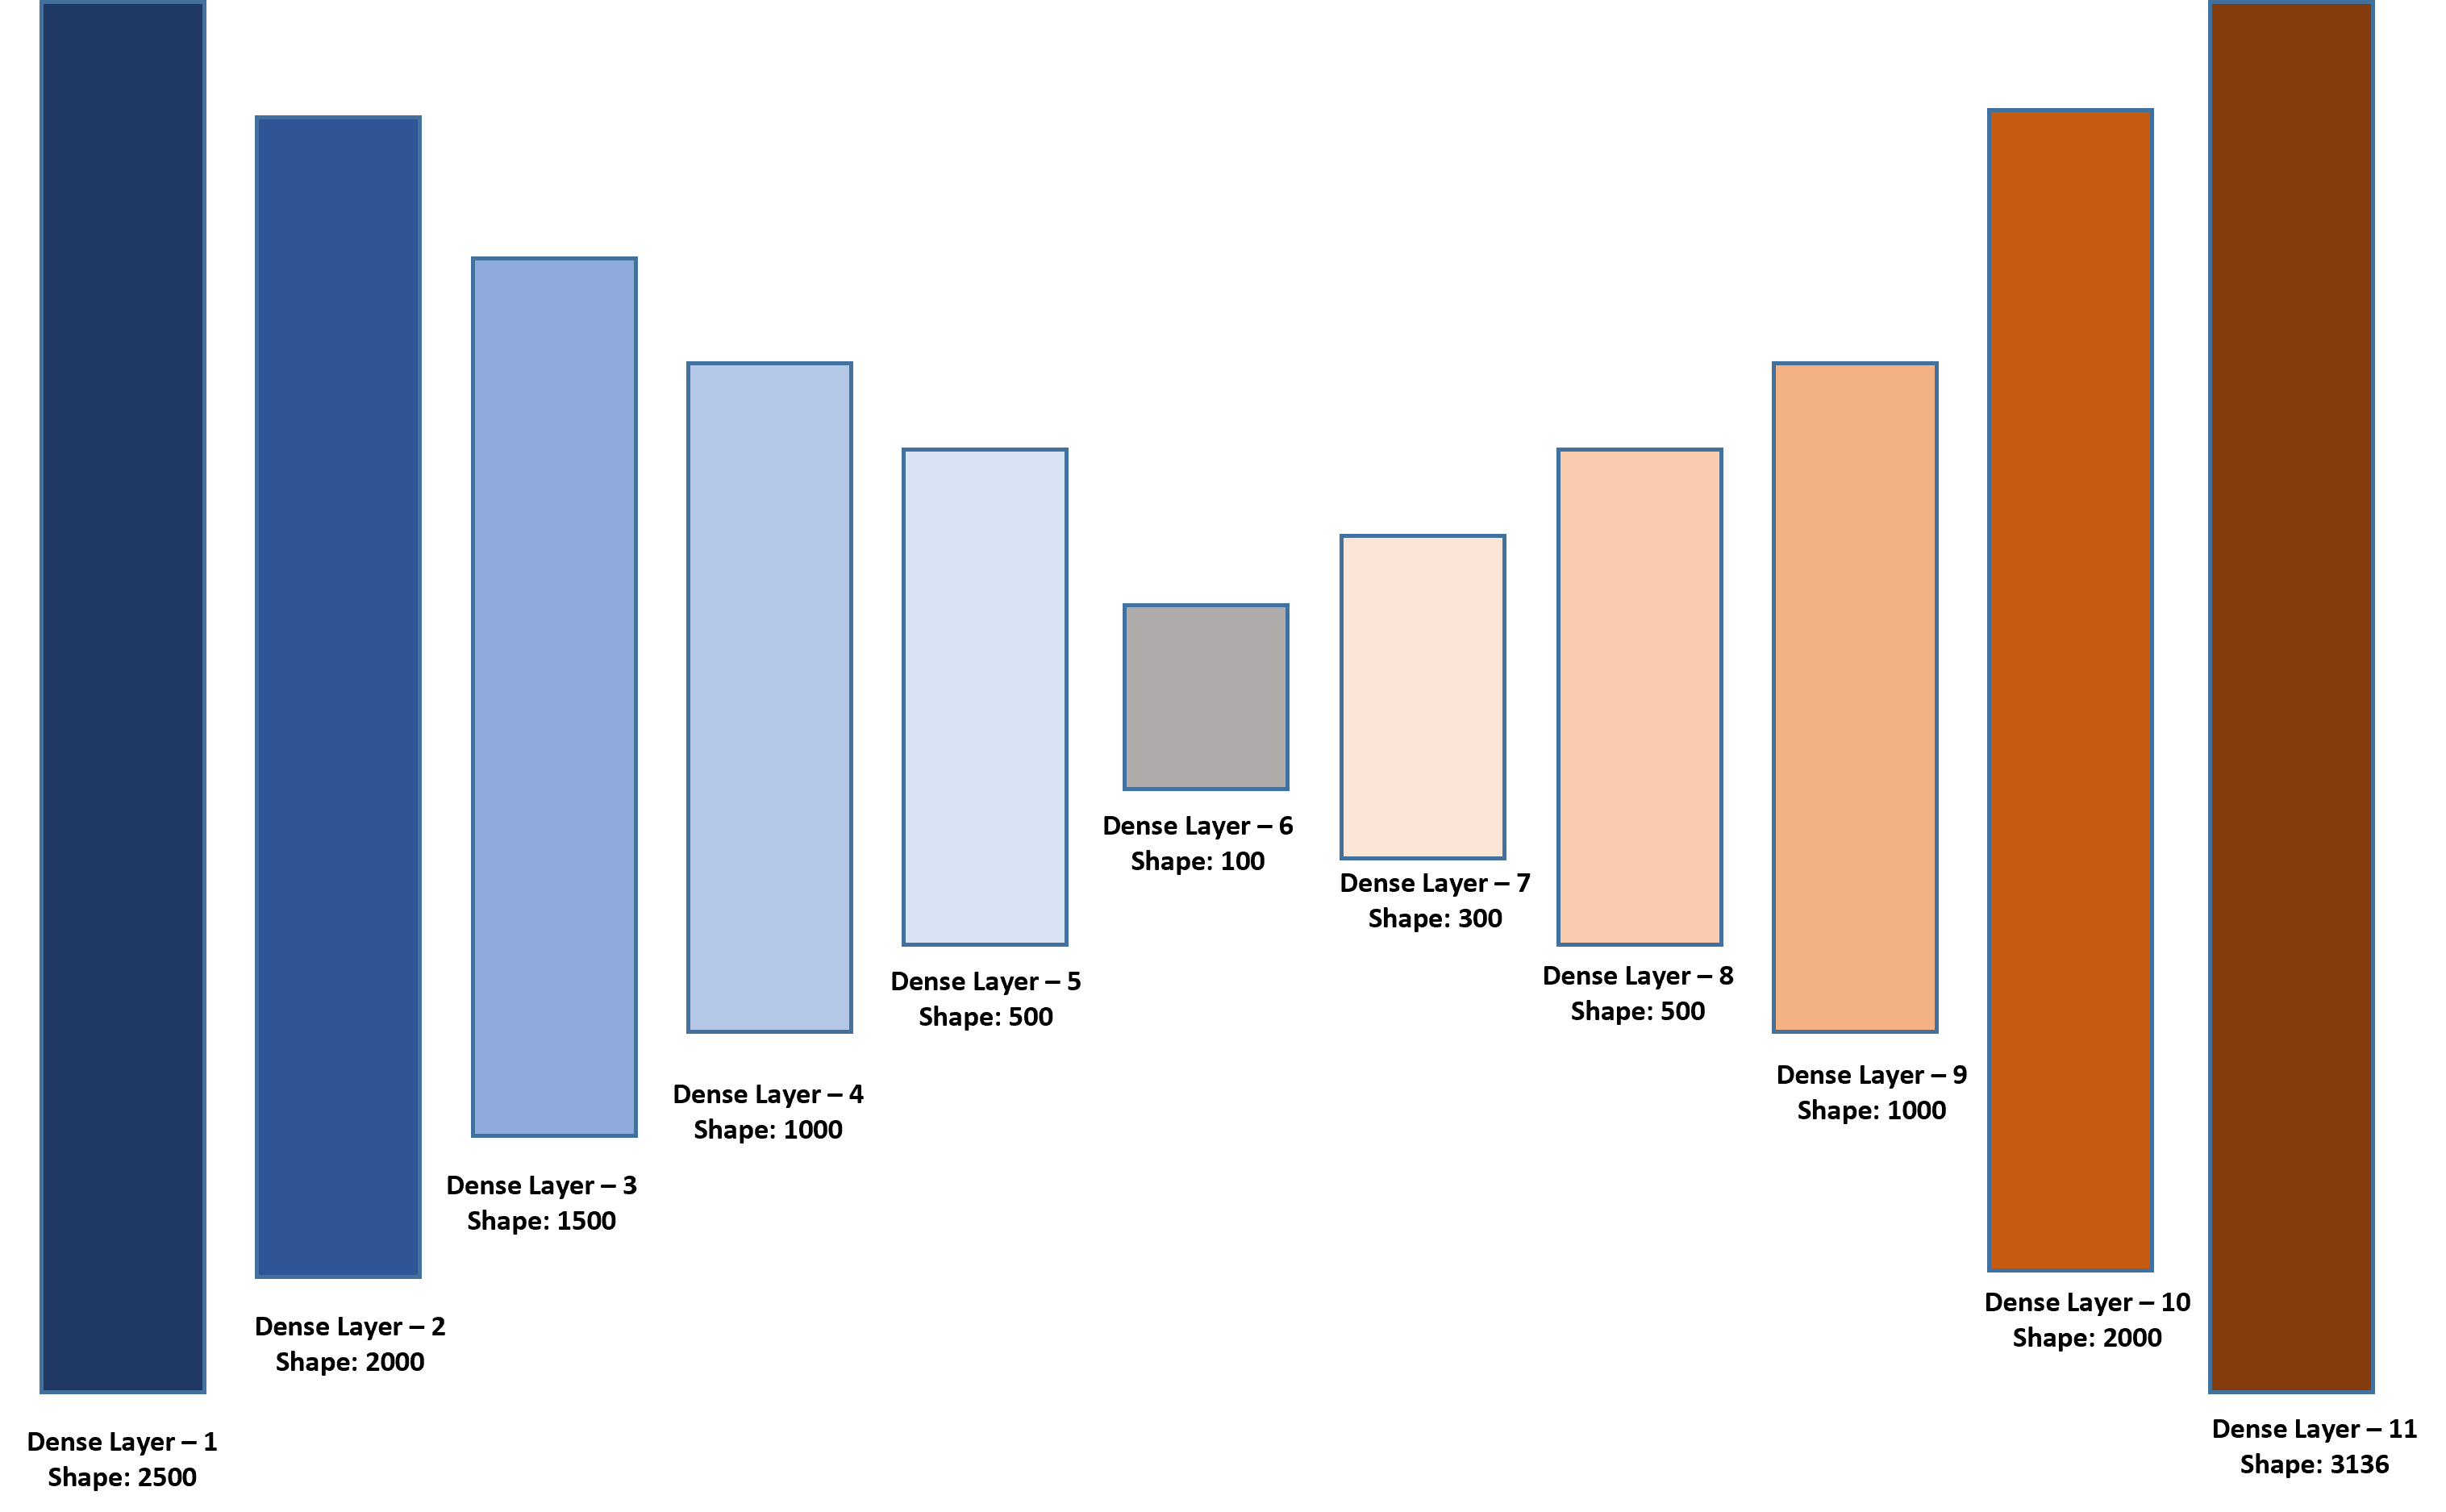 Dense Layer – 1
Shape: 2500
Dense Layer – 2
Shape: 2000
Dense Layer – 3
Shape: 1500
Dense Layer – 4
Shape: 1000
Dense Layer – 5
Shape: 500
Dense Layer – 6
Shape: 100
Dense Layer – 7
Shape: 300
Dense Layer – 8
Shape: 500
Dense Layer – 9
Shape: 1000
Dense Layer – 10
Shape: 2000
Dense Layer – 11
Shape: 3136